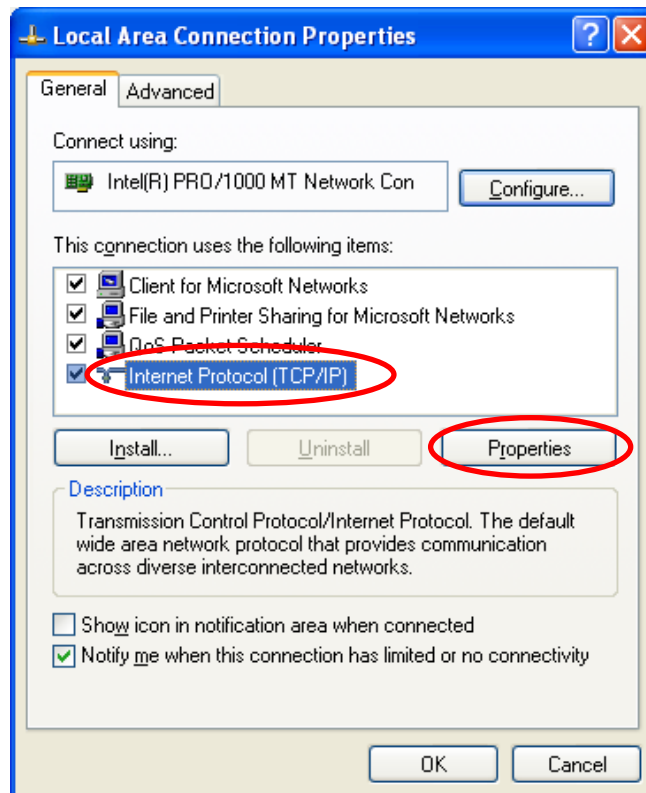 Local Area Connection Properties
General
Advanced
Connect using:
Intel(R) PRO/1000 MT Network Con
Configure...
This connection uses the following items:
Client for Microsoft Networks
File and Printer Sharing for Microsoft Networks
QoS Packet Scheduler
Internet Protocol (TCP/IP)
Install...
Uninstall
Properties
Description
Transmission Control Protocol/Internet Protocol. The default
wide area network protocol that provides communication
across diverse interconnected networks.
Show icon in notification area when connected
Notify me when this connection has limited or no connectivity
OK
Cancel